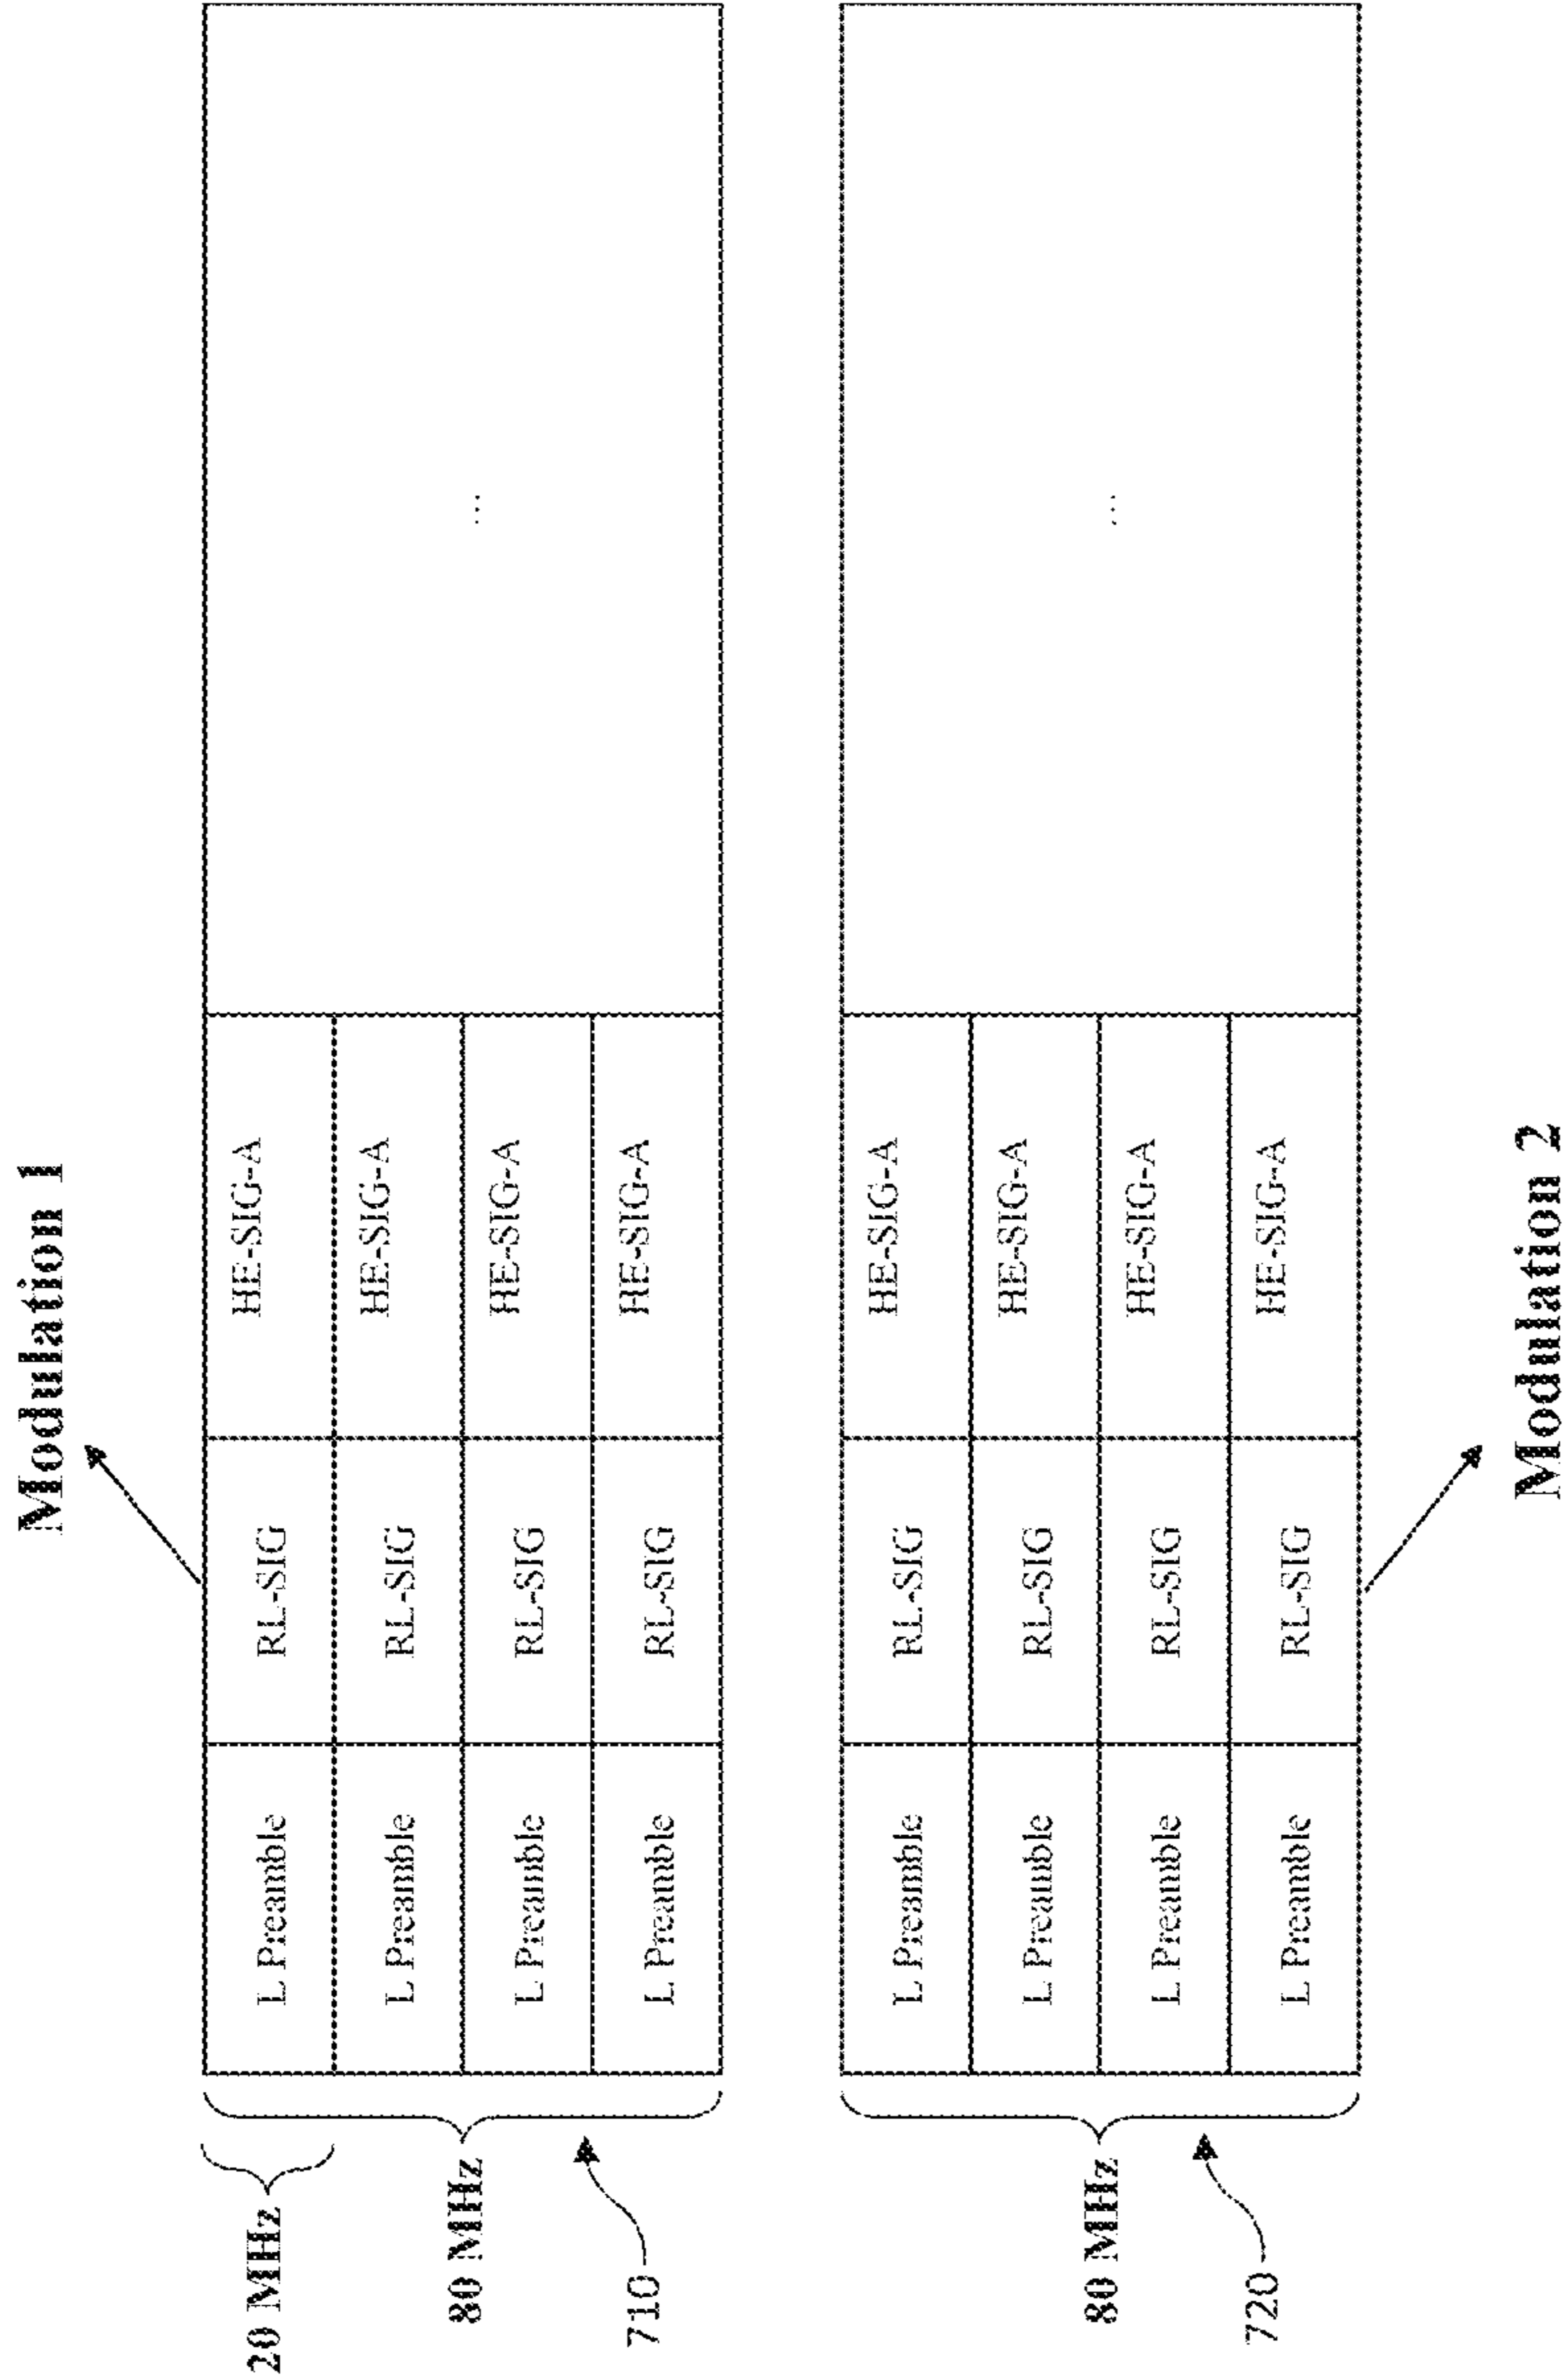 Modulation 1
20 MHz
L Preamble RL-SIG HE-SIG-A
L Preamble RL-SIG HE-SIG-A
80 MHz
...
L Preamble RL-SIG HE-SIG-A
L Preamble RL-SIG HE-SIG-A
710
L Preamble RL-SIG HE-SIG-A
L Preamble RL-SIG HE-SIG-A
80 MHz
...
L Preamble RL-SIG HE-SIG-A
L Preamble RL-SIG HE-SIG-A
720
Modulation 2